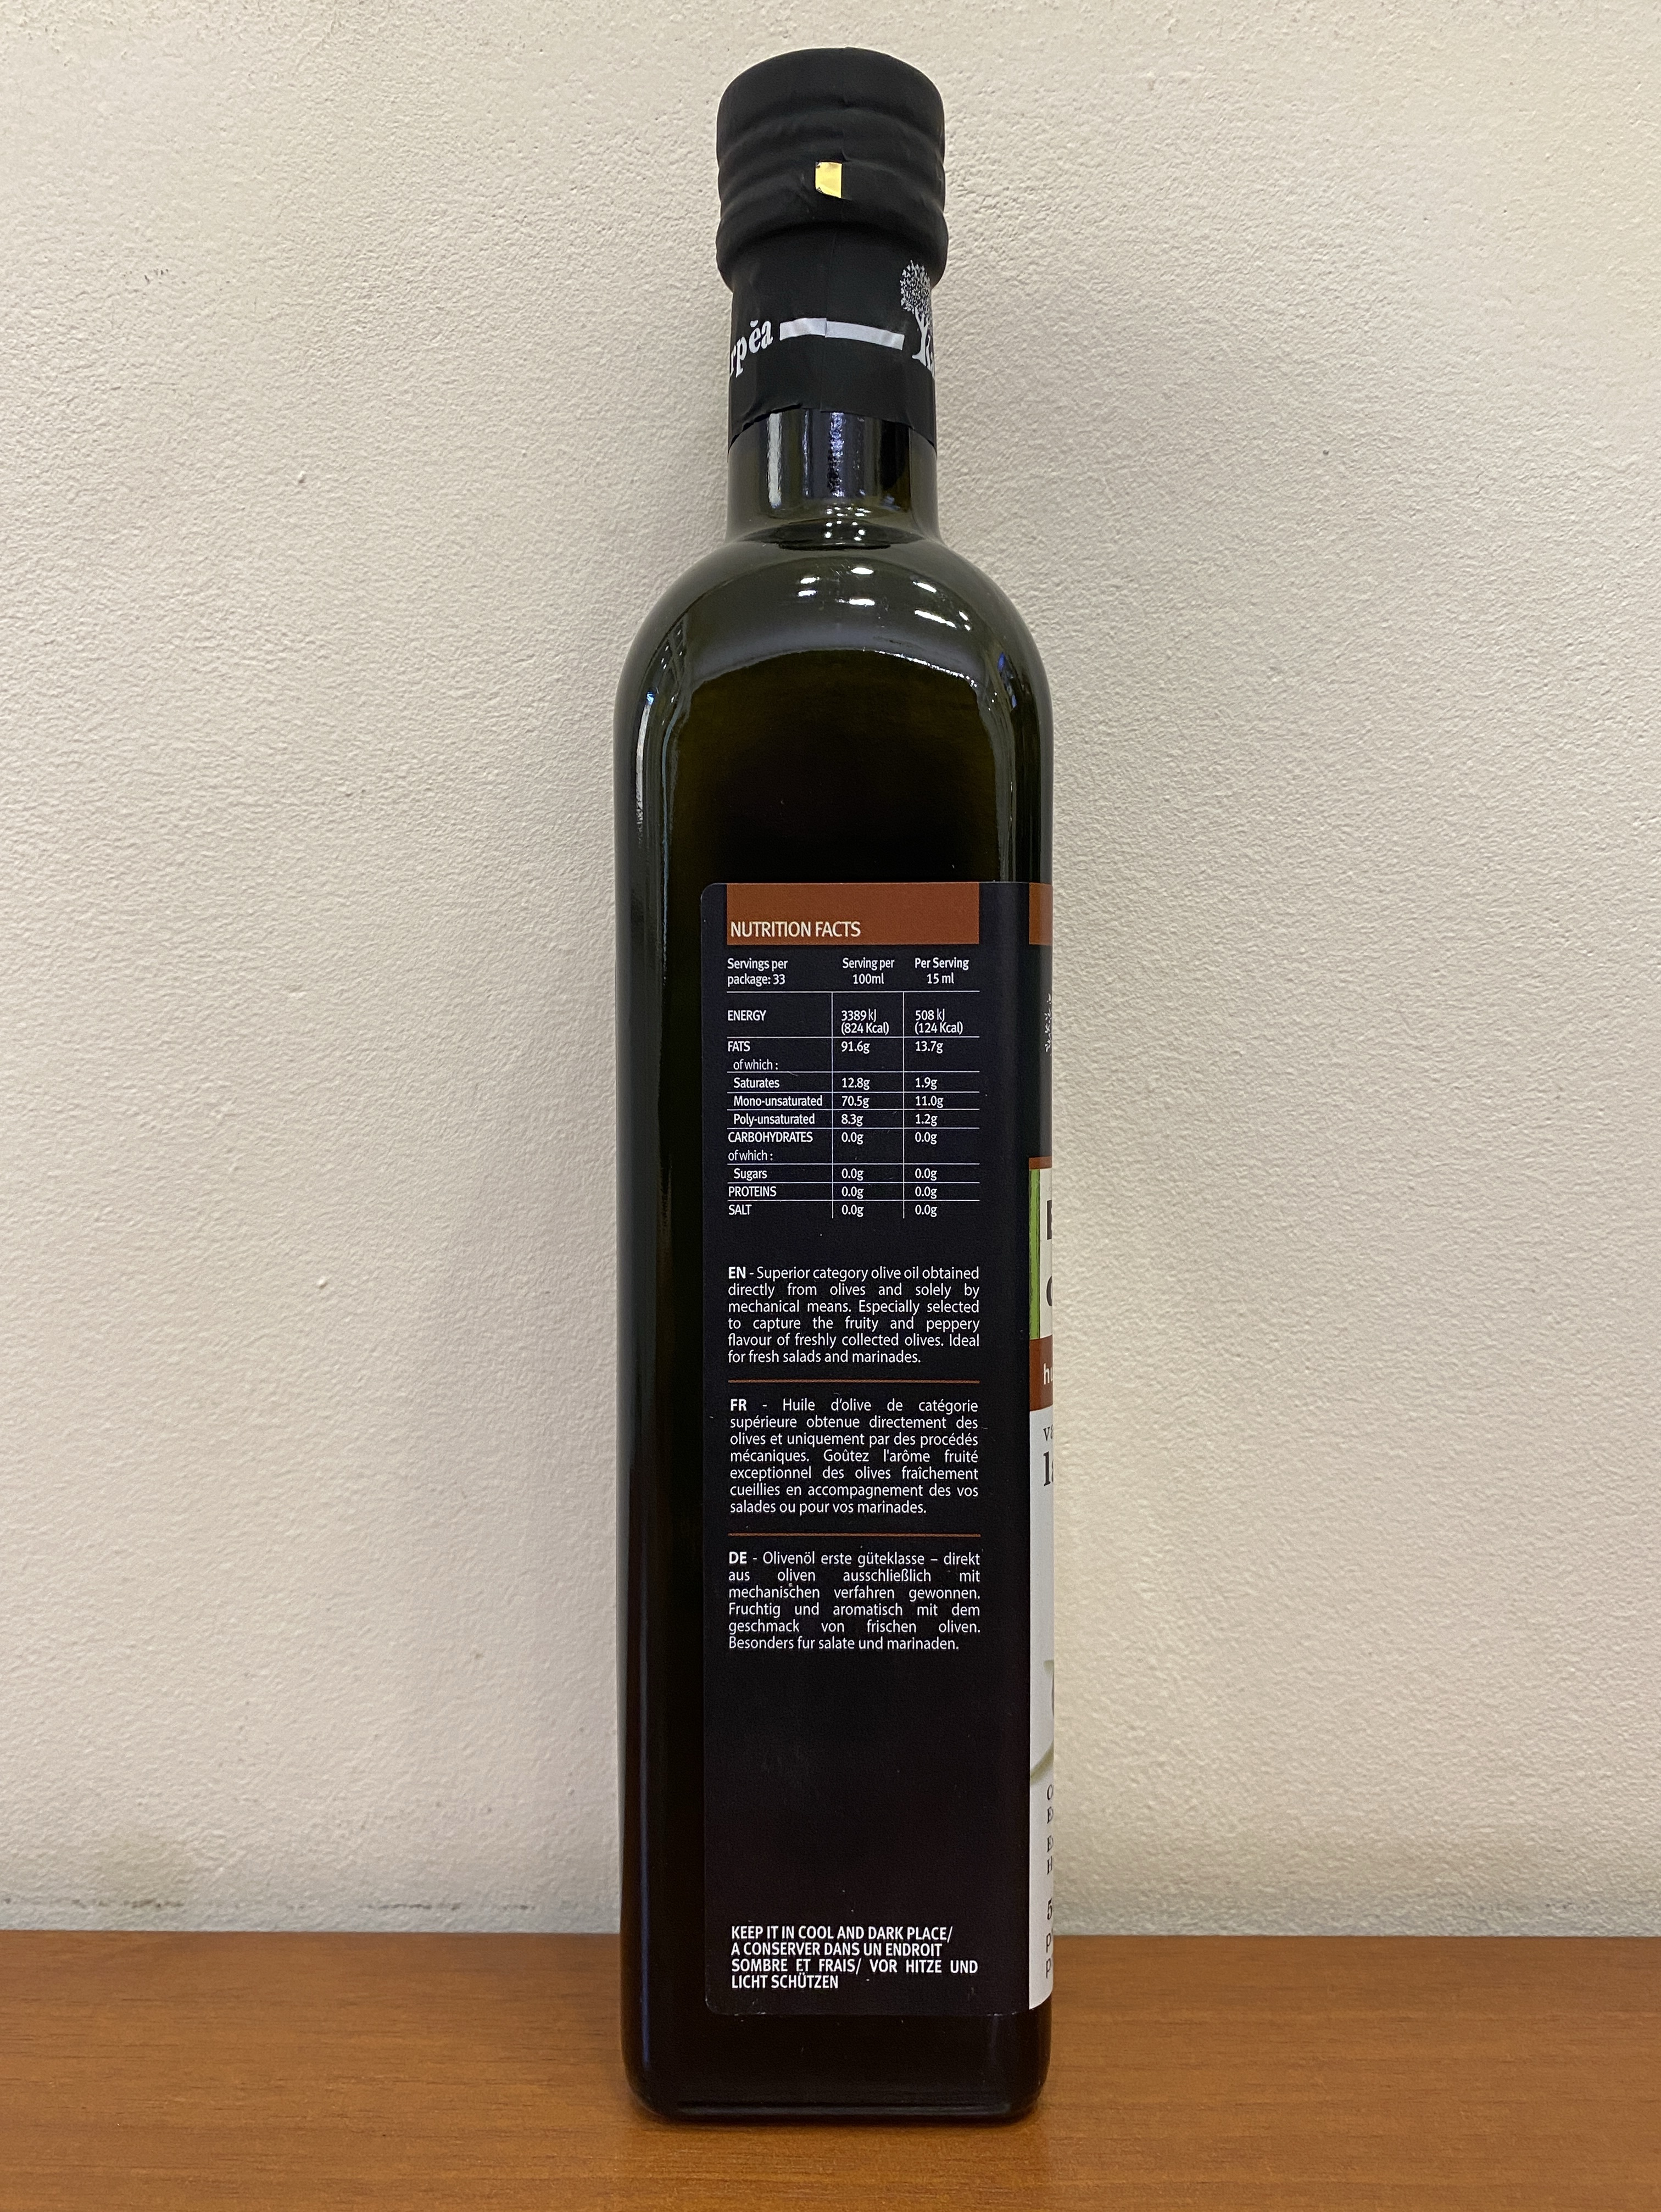 NUTRITION FACTS
Servings per package: 33 Serving per 100ml Per Serving 15 ml
ENERGY 3389 kJ (824 Kcal) 508 kJ (124 Kcal)
FATS 91.6g 13.7g
of which :
Saturates 12.8g 1.9g
Mono-unsaturated 70.5g 11.0g
Poly-unsaturated 8.3g 1.2g
CARBOHYDRATES 0.0g 0.0g
of which :
Sugars 0.0g 0.0g
PROTEINS 0.0g 0.0g
SALT 0.0g 0.0g
EN - Superior category olive oil obtained
directly from olives and solely by
mechanical means. Especially selected
to capture the fruity and peppery
flavour of freshly collected olives. Ideal
for fresh salads and marinades.
FR - Huile d'olive de catégorie
supérieure obtenue directement des
olives et uniquement par des procédés
mécaniques. Goûtez l'arôme fruité
exceptionnel des olives fraîchement
cueillies en accompagnement des vos
salades ou pour vos marinades.
DE - Olivenöl erste güteklasse – direkt
aus oliven ausschließlich mit
mechanischen verfahren gewonnen.
Fruchtig und aromatisch mit dem
geschmack von frischen oliven.
Besonders fur salate und marinaden.
KEEP IT IN COOL AND DARK PLACE/
A CONSERVER DANS UN ENDROIT
SOMBRE ET FRAIS/ VOR HITZE UND
LICHT SCHÜTZEN